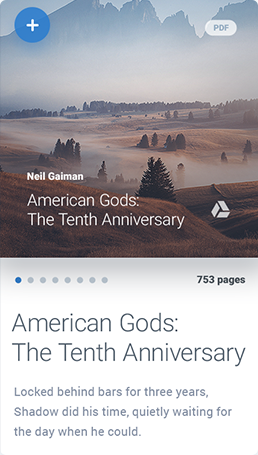 PDF
Neil Gaiman
American Gods:
The Tenth Anniversary
753 pages
American Gods:
The Tenth Anniversary
Locked behind bars for three years,
Shadow did his time, quietly waiting for
the day when he could.